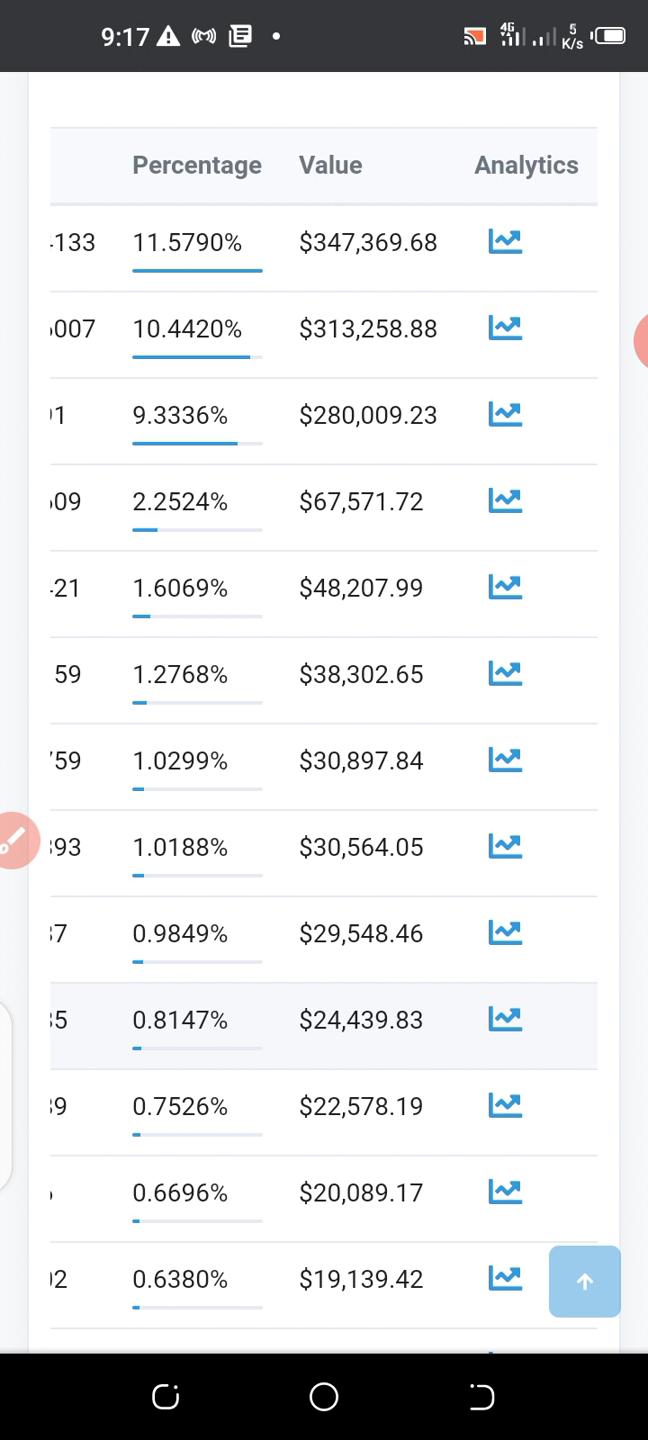 9:17 4G 5 K/s
Percentage Value Analytics
133 11.5790% $347,369.68
007 10.4420% $313,258.88
1 9.3336% $280,009.23
09 2.2524% $67,571.72
21 1.6069% $48,207.99
59 1.2768% $38,302.65
59 1.0299% $30,897.84
93 1.0188% $30,564.05
7 0.9849% $29,548.46
5 0.8147% $24,439.83
9 0.7526% $22,578.19
0.6696% $20,089.17
2 0.6380% $19,139.42